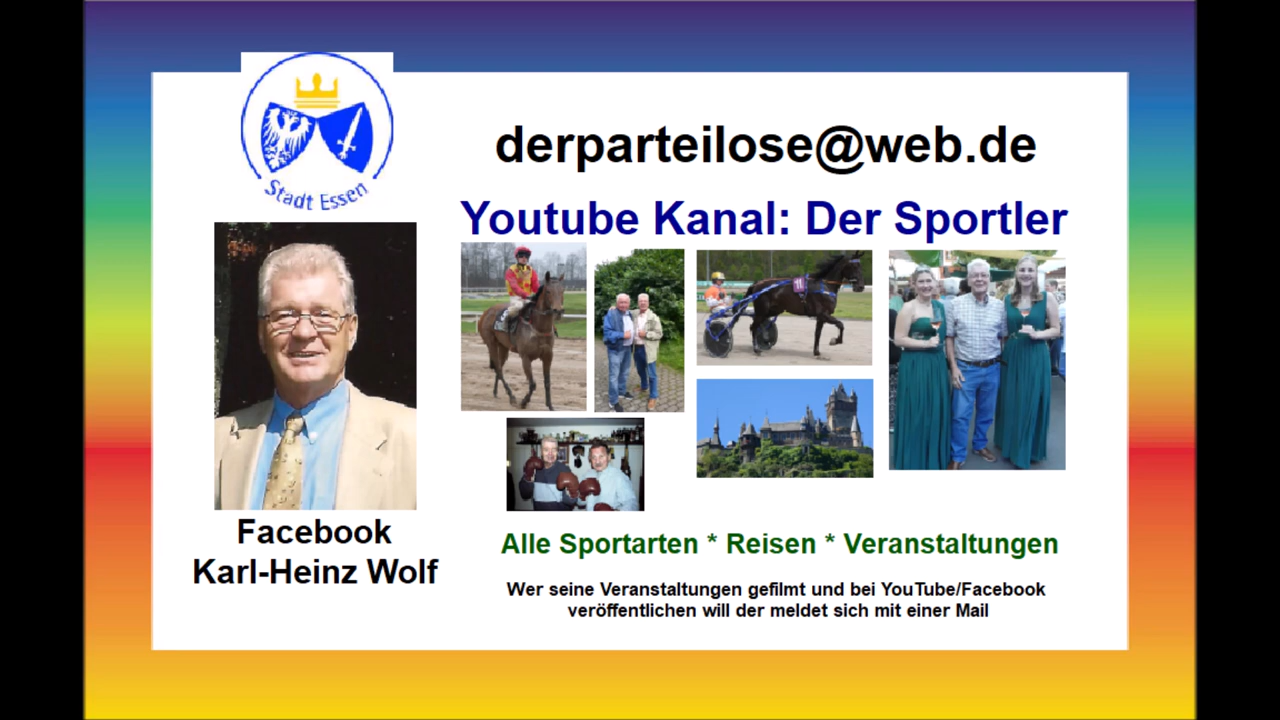 Stadt Essen
derparteilose@web.de
Youtube Kanal: Der Sportler
Facebook
Karl-Heinz Wolf
Alle Sportarten * Reisen * Veranstaltungen
Wer seine Veranstaltungen gefilmt und bei YouTube/Facebook
veröffentlichen will der meldet sich mit einer Mail